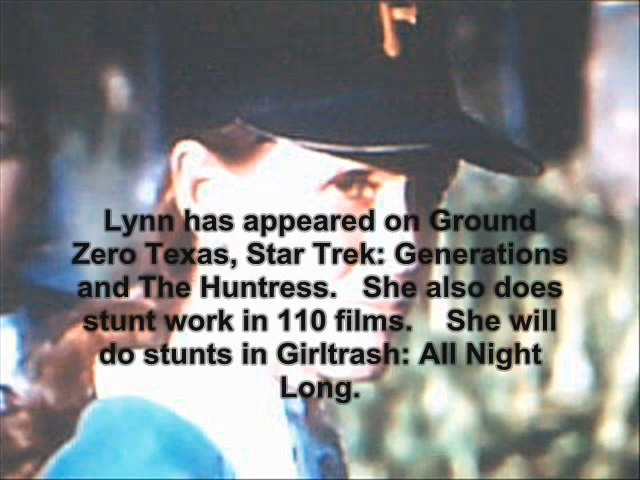 F
Lynn has appeared on Ground
Zero Texas, Star Trek: Generations
and The Huntress.   She also does
stunt work in 110 films.    She will
do stunts in Girltrash: All Night
Long.